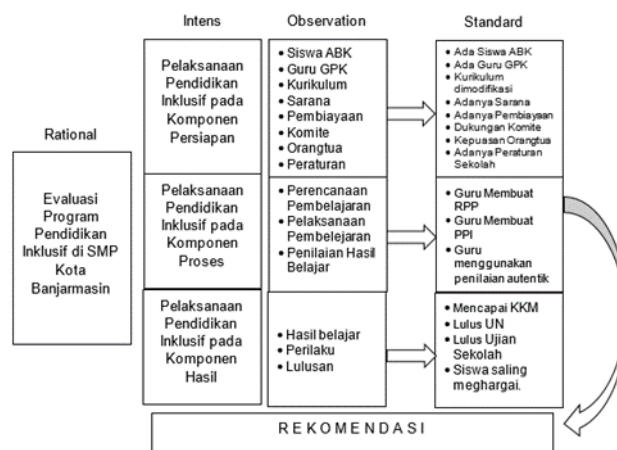 Intens
Observation
Standard
Rational
Evaluasi
Program
Pendidikan
Inklusif di SMP
Kota
Banjarmasin
Pelaksanaan
Pendidikan
Inklusif pada
Komponen
Persiapan
• Siswa ABK
• Guru GPK
• Kurikulum
• Sarana
• Pembiayaan
• Komite
• Orangtua
• Peraturan
• Ada Siswa ABK
• Ada Guru GPK
• Kurikulum
dimodifikasi
• Adanya Sarana
• Adanya Pembiayaan
• Dukungan Komite
• Kepuasan Orangtua
• Adanya Peraturan
Sekolah
Pelaksanaan
Pendidikan
Inklusif pada
Komponen
Proses
• Perencanaan
Pembelajaran
• Pelaksanaan
Pembelejaran
• Penilaian Hasil
Belajar
• Guru Membuat
RPP
• Guru Membuat
PPI
• Guru
menggunakan
penilaian autentik
Pelaksanaan
Pendidikan
Inklusif pada
Komponen
Hasil
• Hasil belajar
• Perilaku
• Lulusan
• Mencapai KKM
• Lulus UN
• Lulus Ujian
Sekolah
• Siswa saling
meghargai.
REKOMENDASI